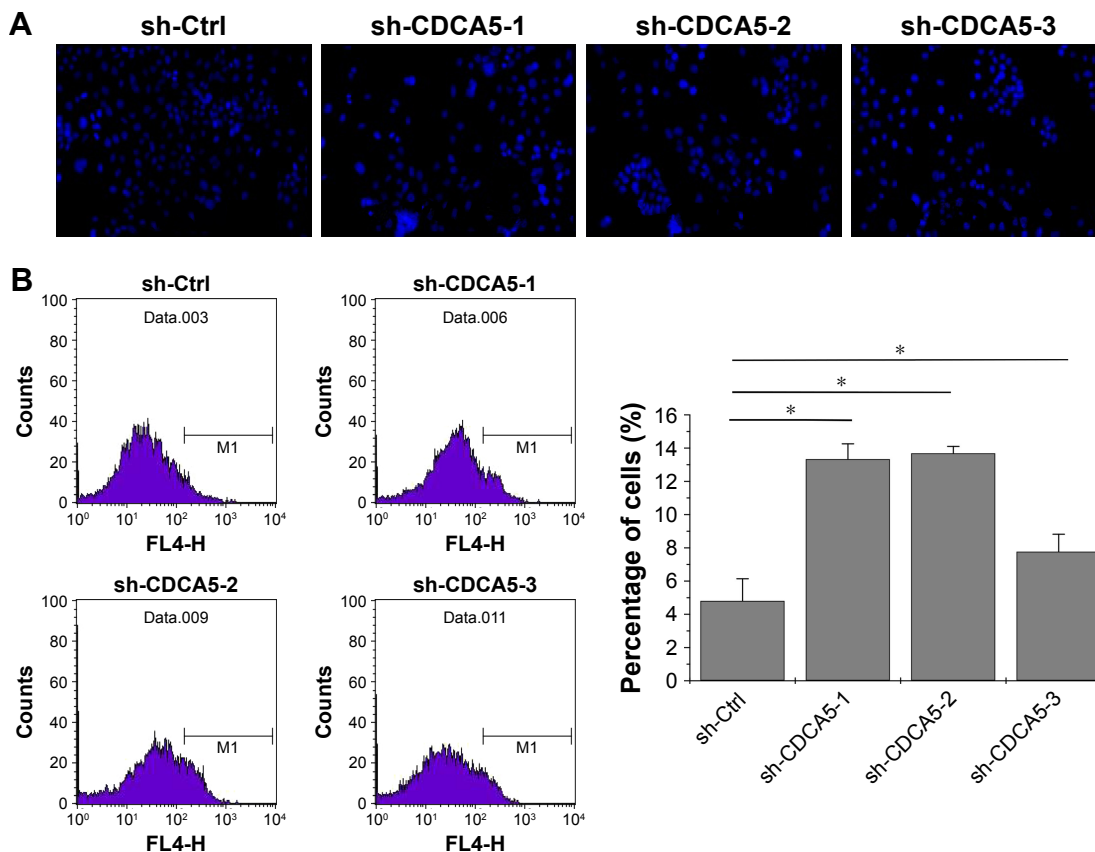 A
sh-Ctrl
sh-CDCA5-1
sh-CDCA5-2
sh-CDCA5-3
B
sh-Ctrl
Data.003
100
80
60
40
20
0
Counts
M1
10⁰ 10¹ 10² 10³ 10⁴
FL4-H
sh-CDCA5-1
Data.006
100
80
60
40
20
0
Counts
M1
10⁰ 10¹ 10² 10³ 10⁴
FL4-H
sh-CDCA5-2
Data.009
100
80
60
40
20
0
Counts
M1
10⁰ 10¹ 10² 10³ 10⁴
FL4-H
sh-CDCA5-3
Data.011
100
80
60
40
20
0
Counts
M1
10⁰ 10¹ 10² 10³ 10⁴
FL4-H
*
*
*
Percentage of cells (%)
16
14
12
10
8
6
4
2
0
sh-Ctrl
sh-CDCA5-1
sh-CDCA5-2
sh-CDCA5-3